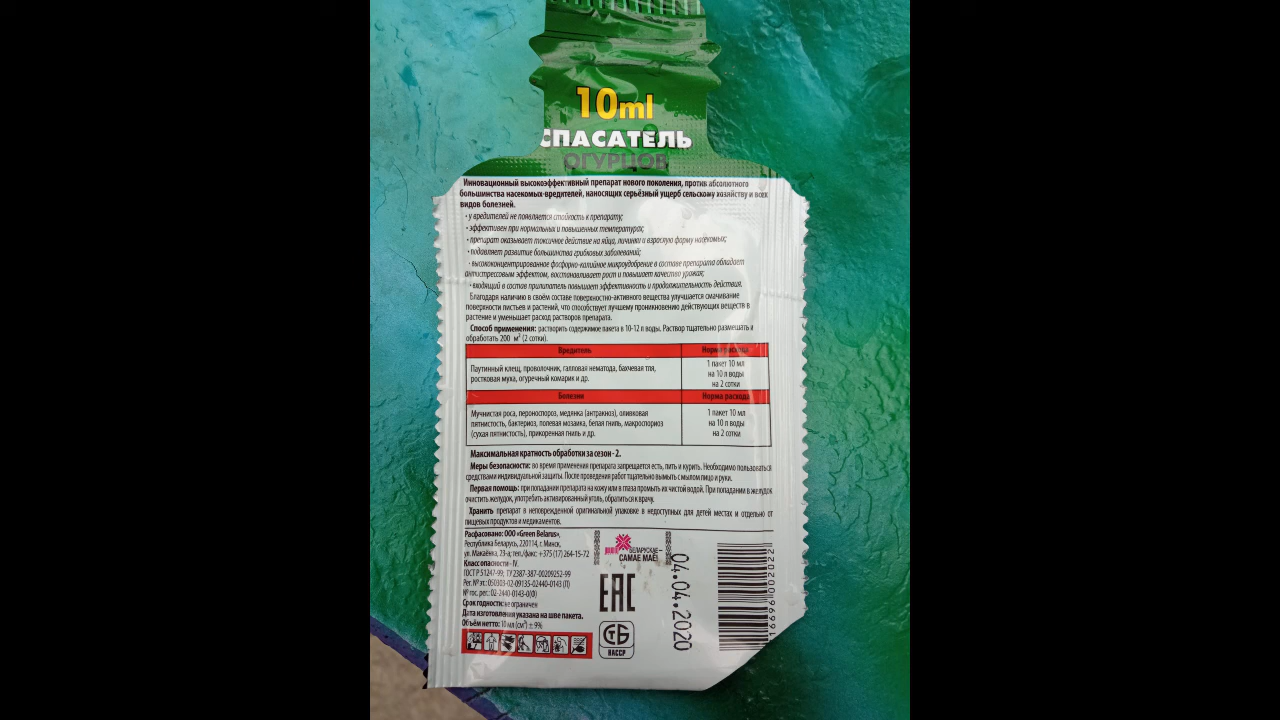 10ml
СПАСАТЕЛЬ
ОГУРЦОВ
Инновационный высокоэффективный препарат нового поколения, против абсолютного
большинства насекомых-вредителей, наносящих серьёзный ущерб сельскому хозяйству и всех
видов болезней.
• у вредителей не появляется стойкость к препарату;
• эффективен при нормальных и повышенных температурах;
• препарат оказывает токсичное действие на яйца, личинки и взрослую форму насекомых;
• подавляет развитие большинства грибковых заболеваний;
• высококонцентрированное фосфорно-калийное микроудобрение в составе препарата обладает
антистрессовым эффектом, восстанавливает рост и повышает качество урожая;
• входящий в состав прилипатель повышает эффективность и продолжительность действия.
Благодаря наличию в своём составе поверхностно-активного вещества улучшается смачивание
поверхности листьев и растений, что способствует лучшему проникновению действующих веществ в
растение и уменьшает расход растворов препарата.
Способ применения: растворить содержимое пакета в 10-12 л воды. Раствор тщательно размешать и
обработать 200 м² (2 сотки).
Вредитель Норма расхода
Паутинный клещ, проволочник, галловая нематода, бахчевая тля,
ростковая муха, огуречный комарик и др.
1 пакет 10 мл
на 10 л воды
на 2 сотки
Болезни Норма расхода
Мучнистая роса, пероноспороз, медянка (антракноз), оливковая
пятнистость, бактериоз, полевая мозаика, белая гниль, макроспориоз
(сухая пятнистость), прикорневая гниль и др.
1 пакет 10 мл
на 10 л воды
на 2 сотки
Максимальная кратность обработки за сезон - 2.
Меры безопасности: во время применения препарата запрещается есть, пить и курить. Необходимо пользоваться
средствами индивидуальной защиты. После проведения работ тщательно вымыть с мылом лицо и руки.
Первая помощь: при попадании препарата на кожу или в глаза промыть их чистой водой. При попадании в желудок
очистить желудок, употребить активированный уголь, обратиться к врачу.
Хранить препарат в неповрежденной оригинальной упаковке в недоступных для детей местах и отдельно от
пищевых продуктов и медикаментов.
Расфасовано: ООО «Green Belarus»,
Республика Беларусь, 220114, г. Минск,
ул. Макаёнка, 23-а; тел./факс: +375 (17) 264-15-72
Класс опасности - IV.
ГОСТ Р 51247-99; ТУ 2387-387-00209252-99
Рег. № эт.: 050303-02-09135-02440-0143 (П)
№ гос. рег.: 02-2440-0143-0(Ф)
Срок годности: не ограничен
Дата изготовления указана на шве пакета.
Объём нетто: 10 мл (см³) ± 9%
БЕЛАРУСКАЕ –
САМАЕ МАЁ!
EAC
СТБ
НАССР
04.04.2020
166961002022